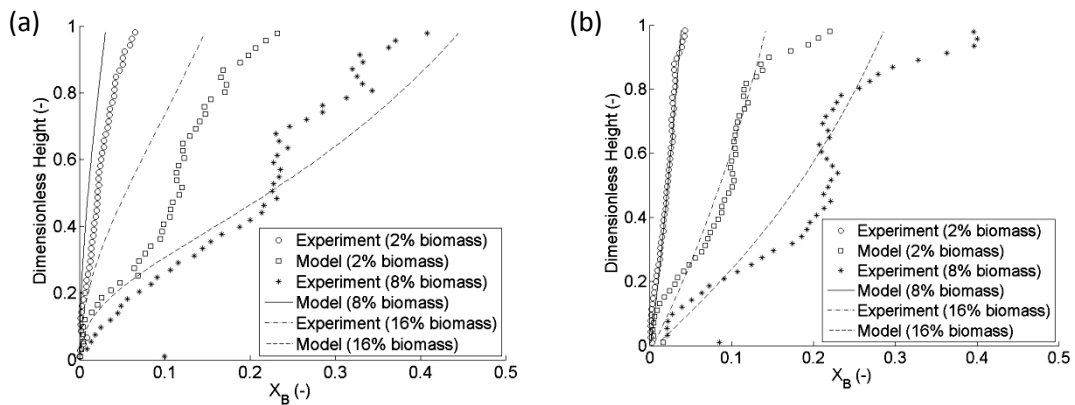 (a)
Dimensionless Height (-)
1
0.8
0.6
0.4
0.2
0
0
0.1
0.2
0.3
0.4
0.5
X_B (-)
Experiment (2% biomass)
Model (2% biomass)
Experiment (8% biomass)
Model (8% biomass)
Experiment (16% biomass)
Model (16% biomass)
(b)
Dimensionless Height (-)
1
0.8
0.6
0.4
0.2
0
0
0.1
0.2
0.3
0.4
0.5
X_B (-)
Experiment (2% biomass)
Model (2% biomass)
Experiment (8% biomass)
Model (8% biomass)
Experiment (16% biomass)
Model (16% biomass)